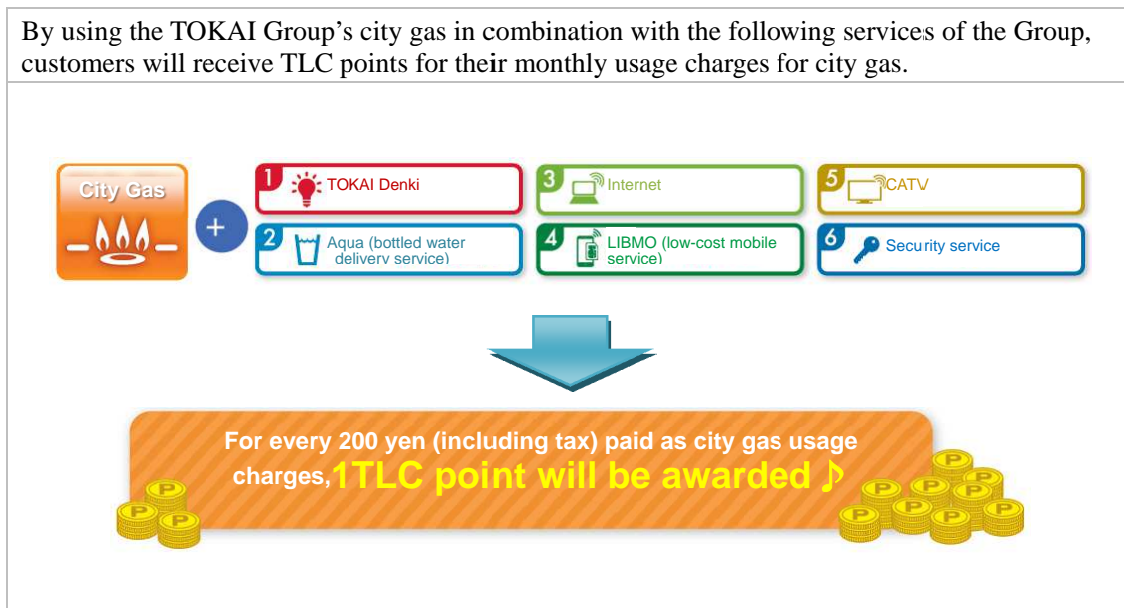 By using the TOKAI Group's city gas in combination with the following services of the Group,
customers will receive TLC points for their monthly usage charges for city gas.
City Gas
+
1 TOKAI Denki
2 Aqua (bottled water
delivery service)
3 Internet
4 LIBMO (low-cost mobile
service)
5 CATV
6 Security service
For every 200 yen (including tax) paid as city gas usage
charges,1TLC point will be awarded♪
P
P
P
P
P
P
P
P
P
P
P